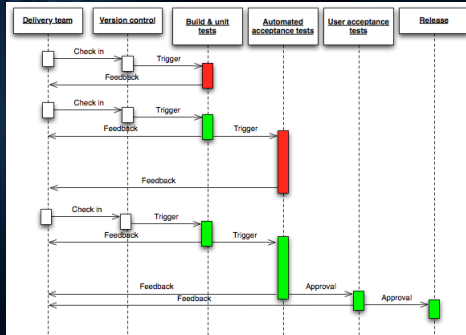 Delivery team
Version control
Build & unit
tests
Automated
acceptance tests
User acceptance
tests
Release
Check in
Trigger
Feedback
Check in
Trigger
Feedback
Trigger
Feedback
Check in
Trigger
Feedback
Trigger
Feedback
Approval
Feedback
Approval